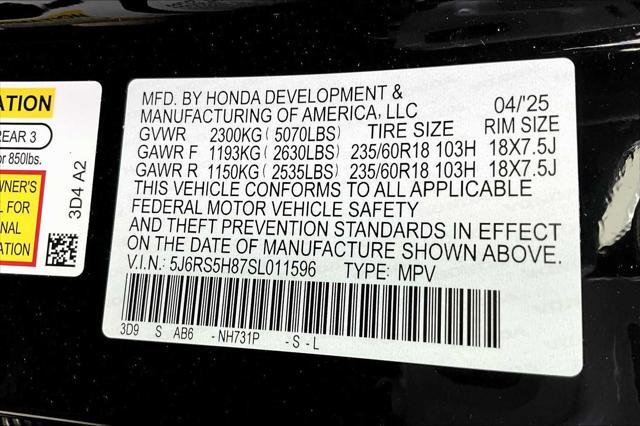 ATION
REAR 3
or 850lbs.
WNER'S
L FOR
NAL
ATION
3D4 A2
MFD. BY HONDA DEVELOPMENT &
MANUFACTURING OF AMERICA, LLC 04/'25
GVWR 2300KG ( 5070LBS) TIRE SIZE RIM SIZE
GAWR F 1193KG ( 2630LBS) 235/60R18 103H 18X7.5J
GAWR R 1150KG ( 2535LBS) 235/60R18 103H 18X7.5J
THIS VEHICLE CONFORMS TO ALL APPLICABLE
FEDERAL MOTOR VEHICLE SAFETY
AND THEFT PREVENTION STANDARDS IN EFFECT
ON THE DATE OF MANUFACTURE SHOWN ABOVE.
V.I.N.: 5J6RS5H87SL011596 TYPE: MPV
3D9 S AB6 - NH731P - S - L